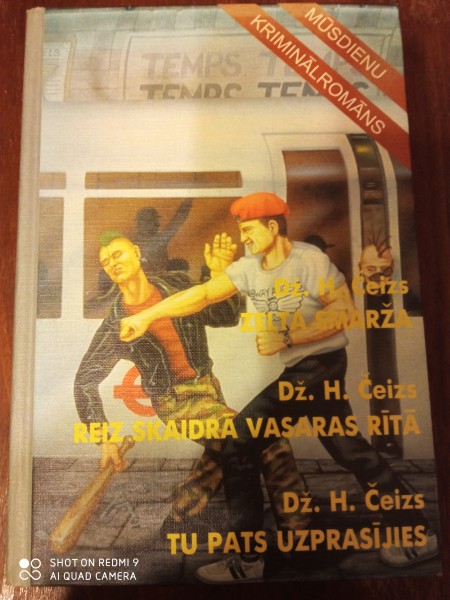 MŪSDIENU
KRIMINĀLROMĀNS
TEMPS TEMPS
TEMPS TEMPS
Dž. H. Čeizs
ZELTA SMARŽA
Dž. H. Čeizs
REIZ SKAIDRĀ VASARAS RĪTĀ
Dž. H. Čeizs
TU PATS UZPRASĪJIES
SHOT ON REDMI 9
AI QUAD CAMERA